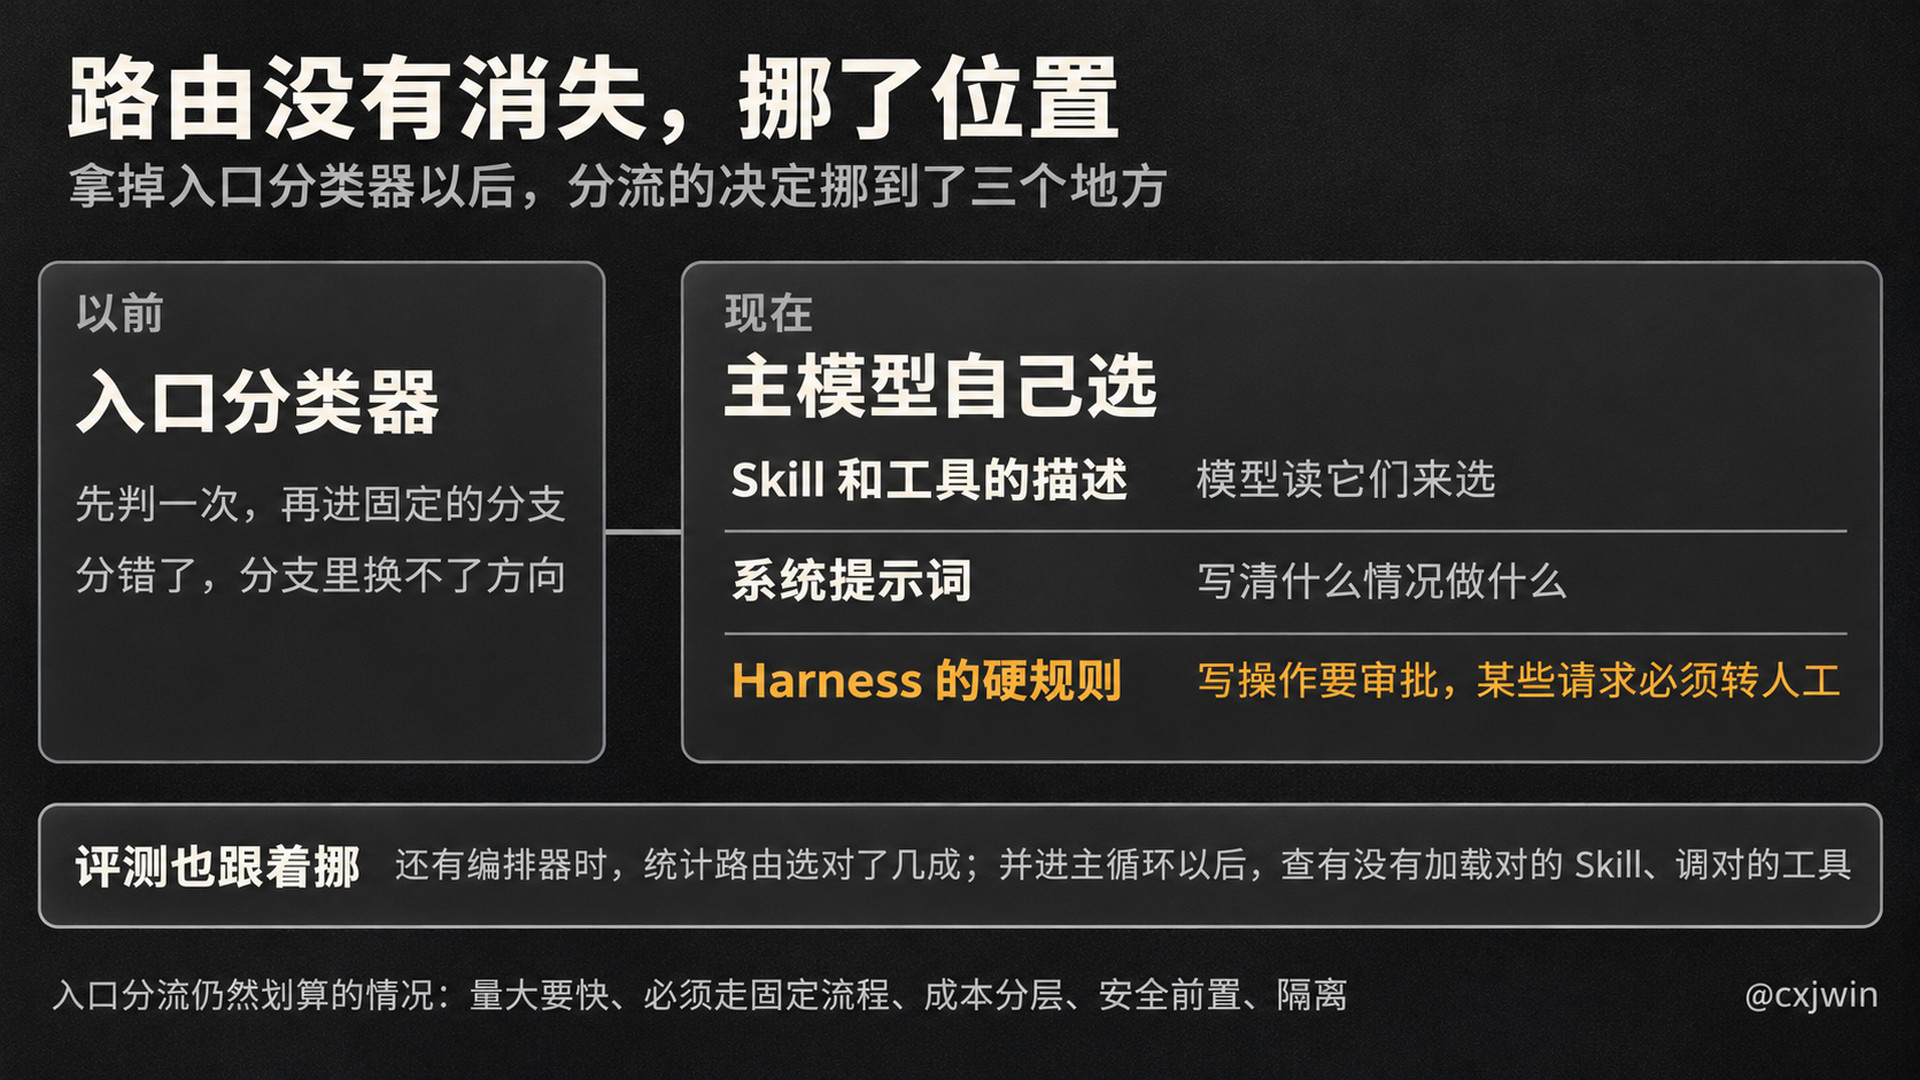 路由没有消失，挪了位置
拿掉入口分类器以后，分流的决定挪到了三个地方
以前
入口分类器
先判一次，再进固定的分支
分错了，分支里换不了方向
现在
主模型自己选
Skill 和工具的描述 模型读它们来选
系统提示词 写清什么情况做什么
Harness 的硬规则 写操作要审批，某些请求必须转人工
评测也跟着挪 还有编排器时，统计路由选对了几成；并进主循环以后，查有没有加载对的 Skill、调对的工具
入口分流仍然划算的情况：量大要快、必须走固定流程、成本分层、安全前置、隔离
@cxjwin